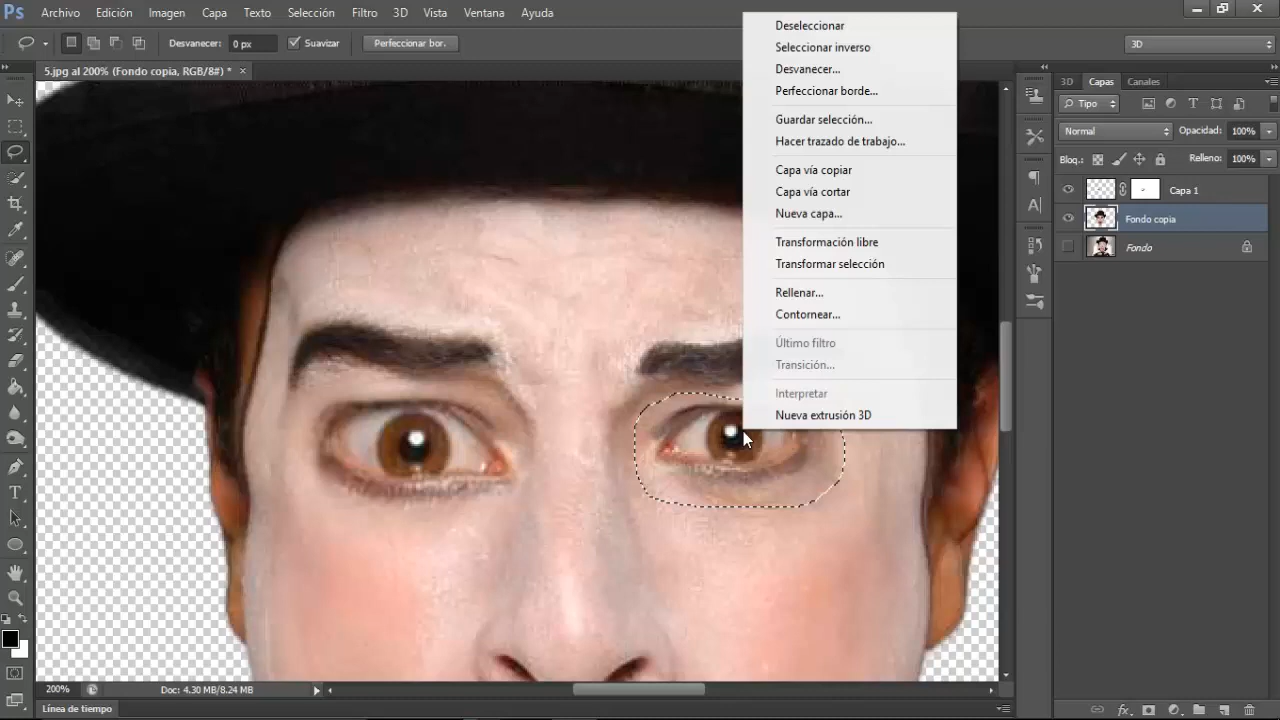 Ps Archivo Edición Imagen Capa Texto Selección Filtro 3D Vista Ventana Ayuda
Desvanecer: 0 px Suavizar Perfeccionar bor. 3D
5.jpg al 200% (Fondo copia, RGB/8#) *
Deseleccionar
Seleccionar inverso
Desvanecer...
Perfeccionar borde...
Guardar selección...
Hacer trazado de trabajo...
Capa vía copiar
Capa vía cortar
Nueva capa...
Transformación libre
Transformar selección
Rellenar...
Contornear...
Último filtro
Transición...
Interpretar
Nueva extrusión 3D
3D Capas Canales
Tipo
Normal Opacidad: 100%
Bloq.: Relleno: 100%
Capa 1
Fondo copia
Fondo
200% Doc: 4.30 MB/8.24 MB
Línea de tiempo